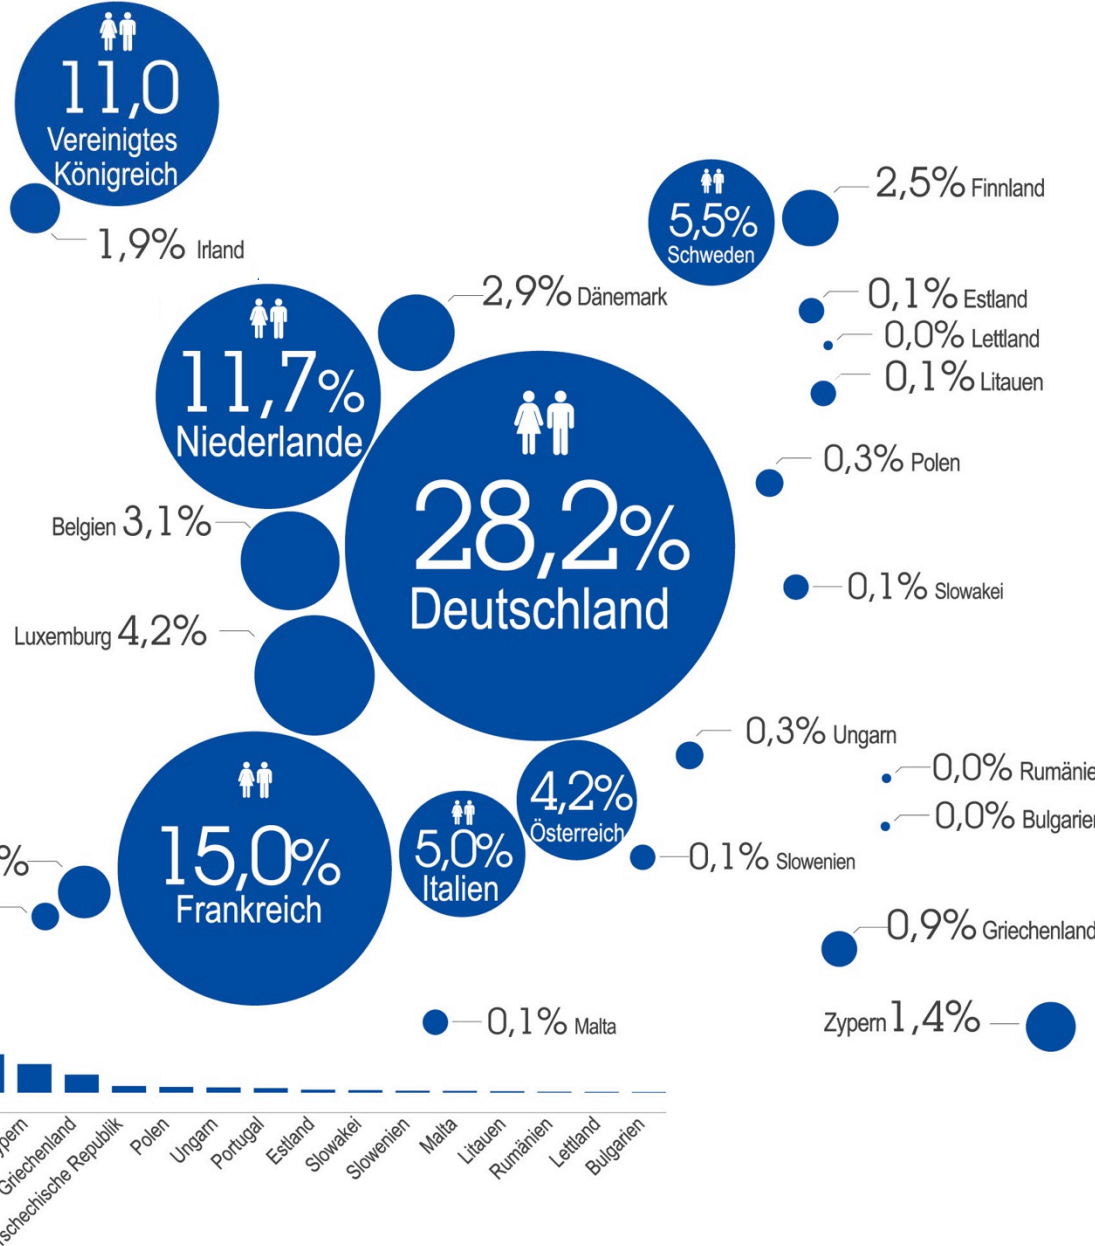 11,0
Vereinigtes
Königreich
1,9% Irland
2,5% Finnland
5,5%
Schweden
2,9% Dänemark
0,1% Estland
0,0% Lettland
0,1% Litauen
11,7%
Niederlande
0,3% Polen
28,2%
Deutschland
Belgien 3,1%
0,1% Slowakei
Luxemburg 4,2%
0,3% Ungarn
0,0% Rumänie
0,0% Bulgarien
4,2%
Österreich
15,0%
Frankreich
5,0%
Italien
0,1% Slowenien
%
0,9% Griechenland
0,1% Malta
Zypern 1,4%
ypern
Griechenland
schechische Republik
Polen
Ungarn
Portugal
Estland
Slowakei
Slowenien
Malta
Litauen
Rumänien
Lettland
Bulgarien